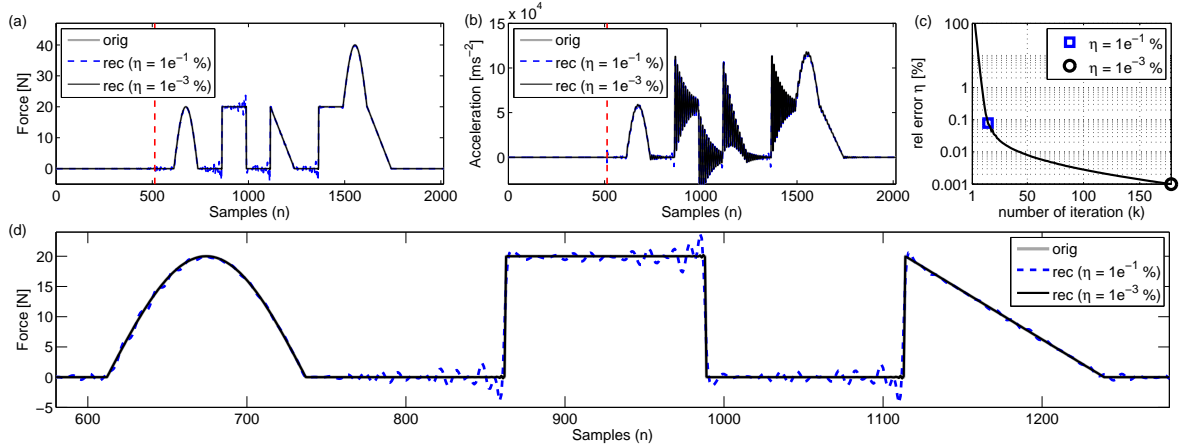 (a)
Force [N]
40
30
20
10
0
0 500 1000 1500 2000
Samples (n)
orig
rec (η = 1e⁻¹ %)
rec (η = 1e⁻³ %)
(b)
x 10⁴
Acceleration [ms⁻²]
15
10
5
0
0 500 1000 1500 2000
Samples (n)
orig
rec (η = 1e⁻¹ %)
rec (η = 1e⁻³ %)
(c)
rel error η [%]
100
1
0.1
0.01
0.001
1 50 100 150
number of iteration (k)
η = 1e⁻¹ %
η = 1e⁻³ %
(d)
Force [N]
20
15
10
5
0
−5
600 700 800 900 1000 1100 1200
Samples (n)
orig
rec (η = 1e⁻¹ %)
rec (η = 1e⁻³ %)